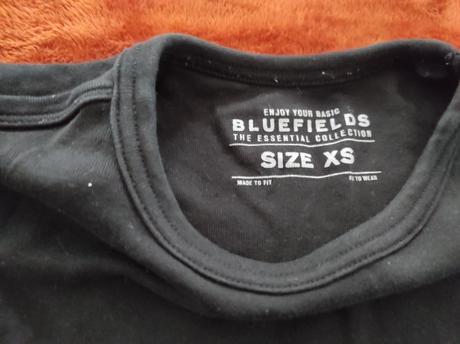 ENJOY YOUR BASIC
BLUEFIELDS
THE ESSENTIAL COLLECTION
SIZE XS
MADE TO FIT
TO WEAR